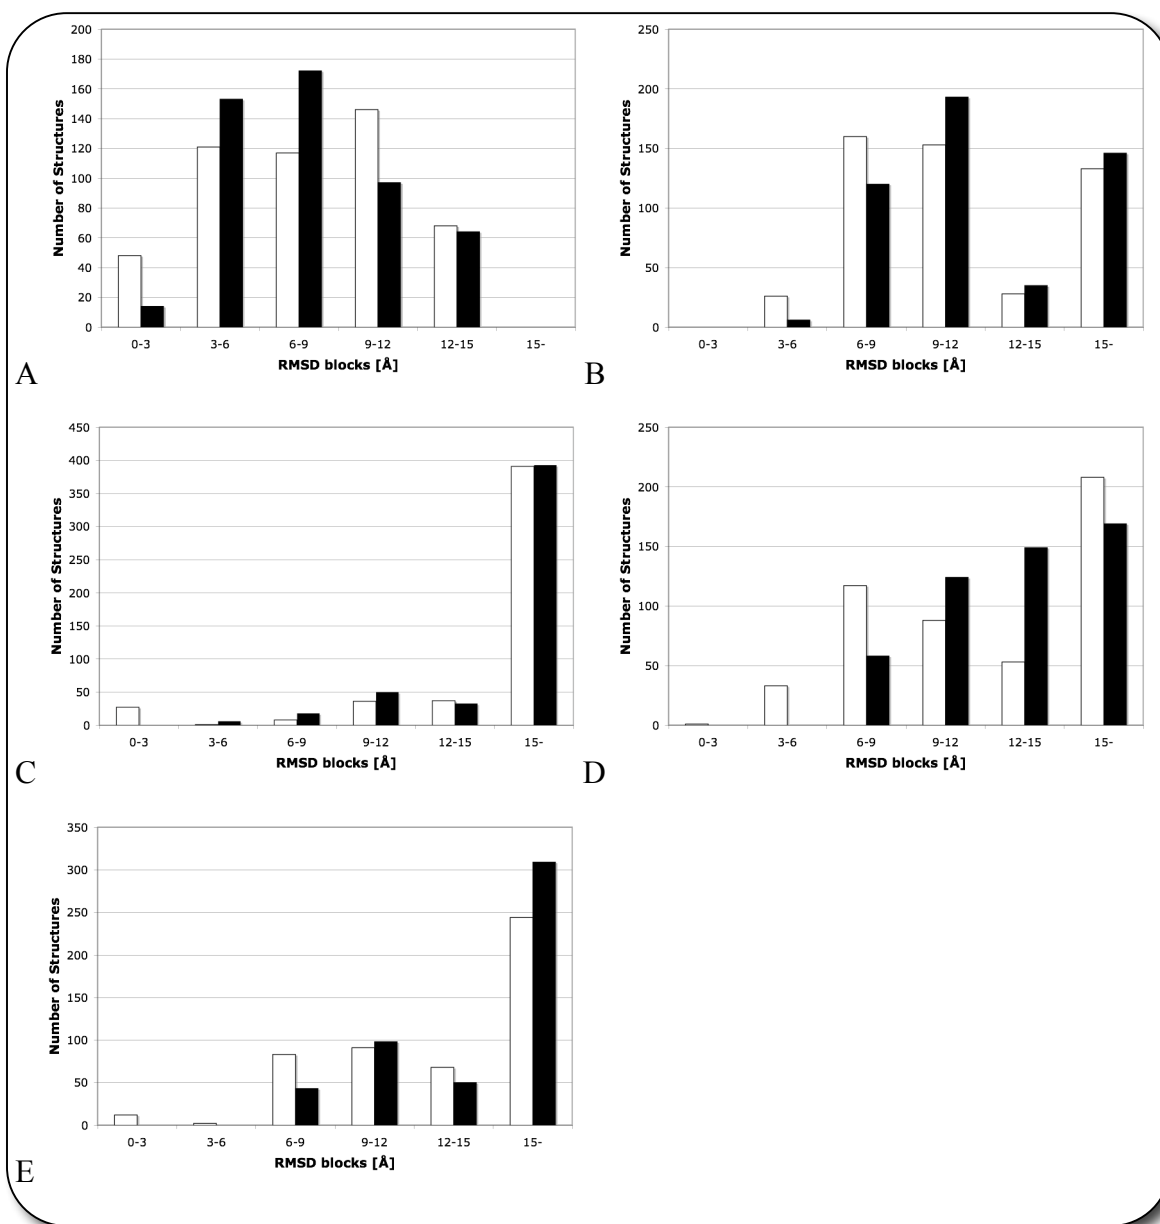 Number of Structures
200
180
160
140
120
100
80
60
40
20
0
0-3 3-6 6-9 9-12 12-15 15-
RMSD blocks [Å]
A
Number of Structures
250
200
150
100
50
0
0-3 3-6 6-9 9-12 12-15 15-
RMSD blocks [Å]
B
Number of Structures
450
400
350
300
250
200
150
100
50
0
0-3 3-6 6-9 9-12 12-15 15-
RMSD blocks [Å]
C
Number of Structures
250
200
150
100
50
0
0-3 3-6 6-9 9-12 12-15 15-
RMSD blocks [Å]
D
Number of Structures
350
300
250
200
150
100
50
0
0-3 3-6 6-9 9-12 12-15 15-
RMSD blocks [Å]
E